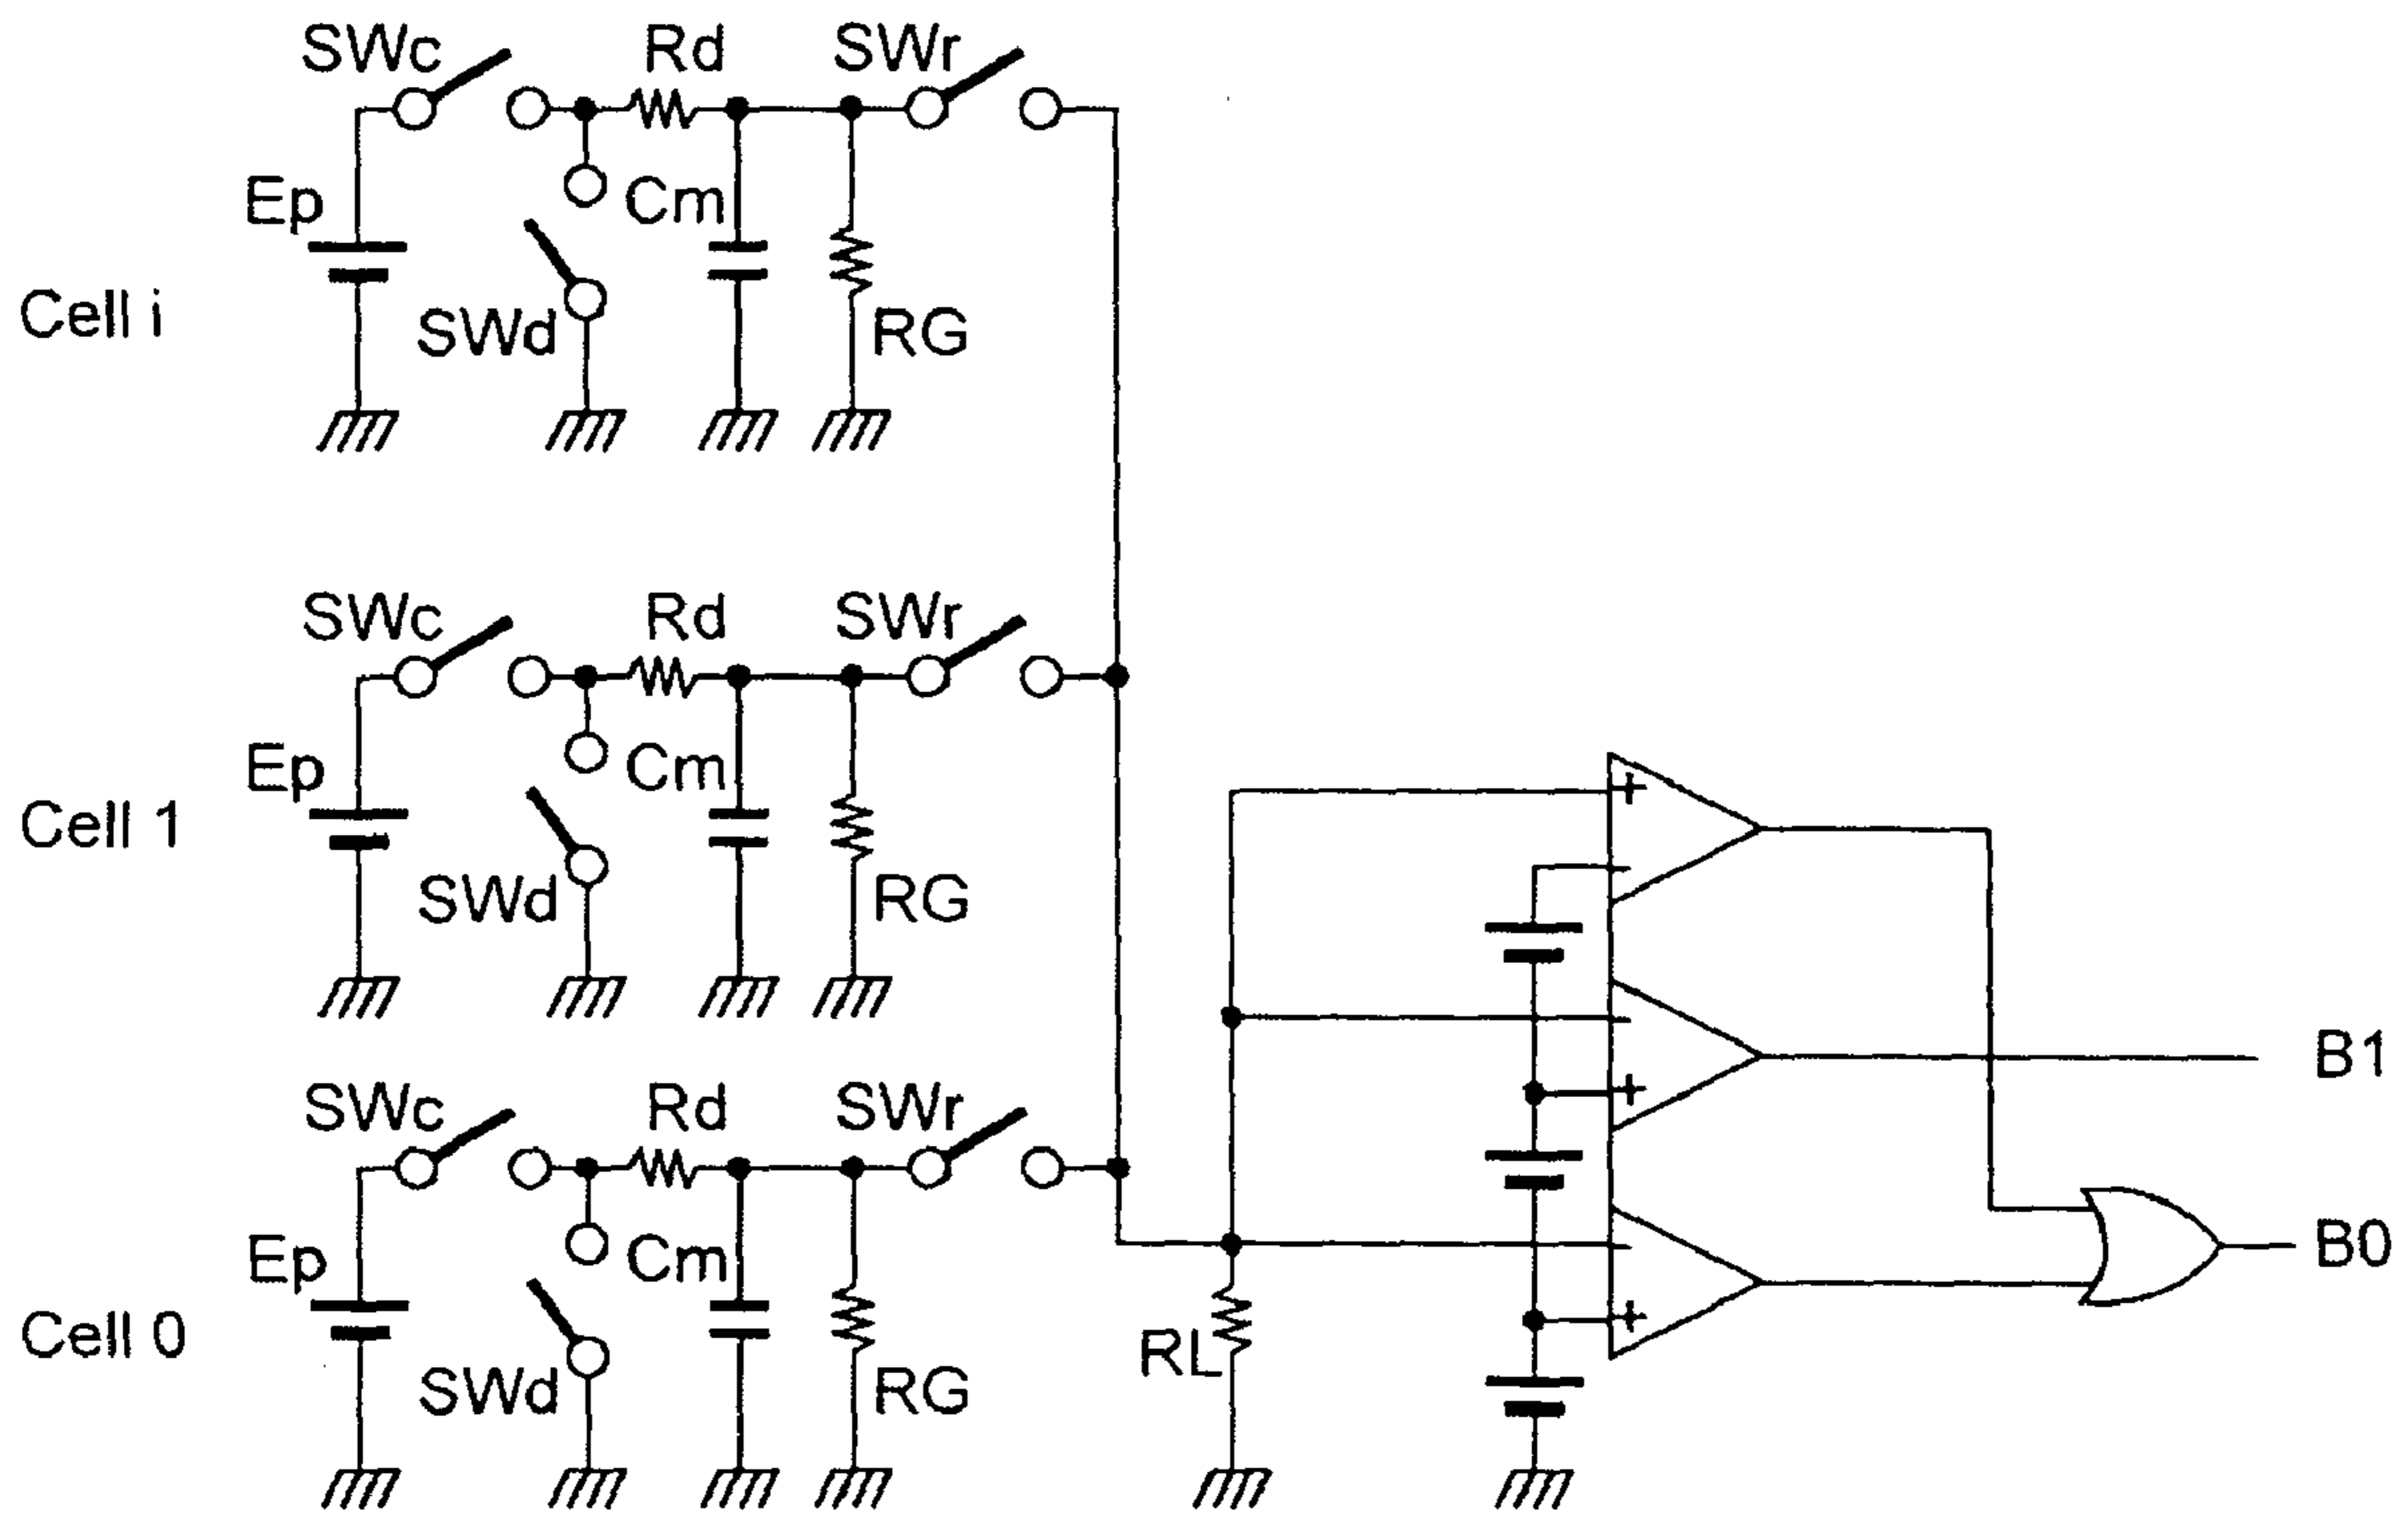 SWc Rd SWr
Ep Cm
Cell i
SWd RG
SWc Rd SWr
Ep Cm
Cell 1
SWd RG
SWc Rd SWr
Ep Cm
Cell 0
SWd RG
RL
+
-
-
+
-
+
B1
B0